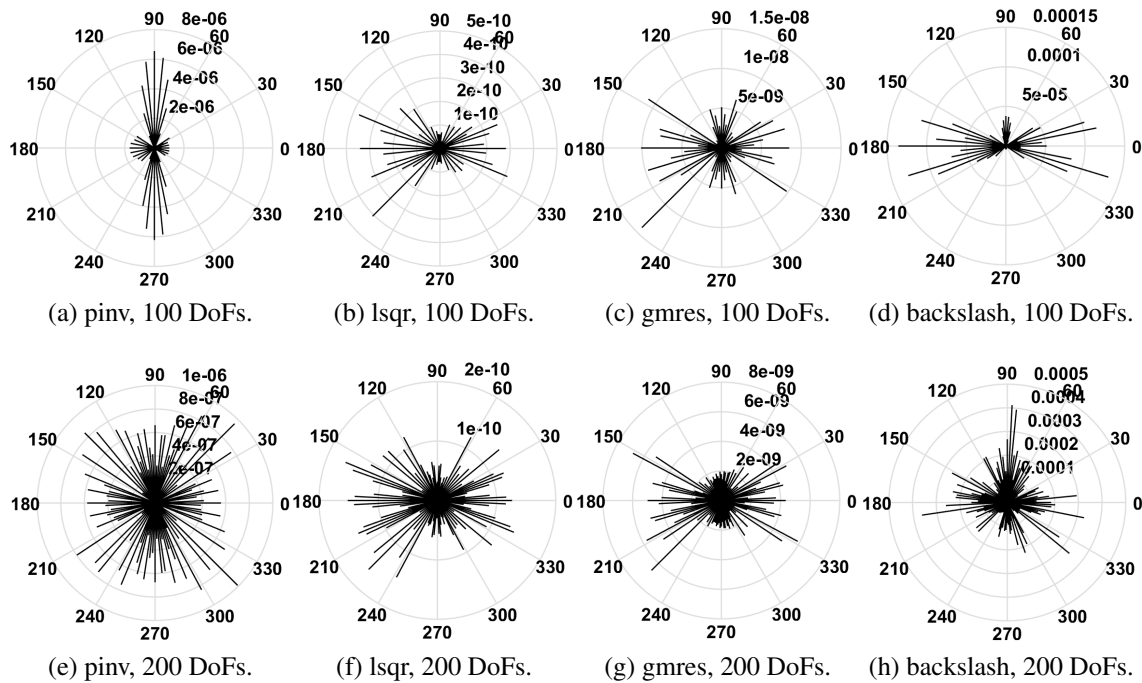 90 8e-06
120 6e-06 60
150 4e-06 30
2e-06
180 0
210 330
240 300
270
(a) pinv, 100 DoFs.
90 5e-10
120 4e-10 60
3e-10
150 2e-10 30
1e-10
180 0
210 330
240 300
270
(b) lsqr, 100 DoFs.
90 1.5e-08
120 60
1e-08
150 5e-09 30
180 0
210 330
240 300
270
(c) gmres, 100 DoFs.
90 0.00015
120 60
0.0001
150 5e-05 30
180 0
210 330
240 300
270
(d) backslash, 100 DoFs.
90 1e-06
120 8e-07 60
6e-07
150 4e-07 30
2e-07
180 0
210 330
240 300
270
(e) pinv, 200 DoFs.
90 2e-10
120 60
150 1e-10 30
180 0
210 330
240 300
270
(f) lsqr, 200 DoFs.
90 8e-09
120 6e-09 60
150 4e-09 30
2e-09
180 0
210 330
240 300
270
(g) gmres, 200 DoFs.
90 0.0005
120 0.0004 60
0.0003
150 0.0002 30
0.0001
180 0
210 330
240 300
270
(h) backslash, 200 DoFs.